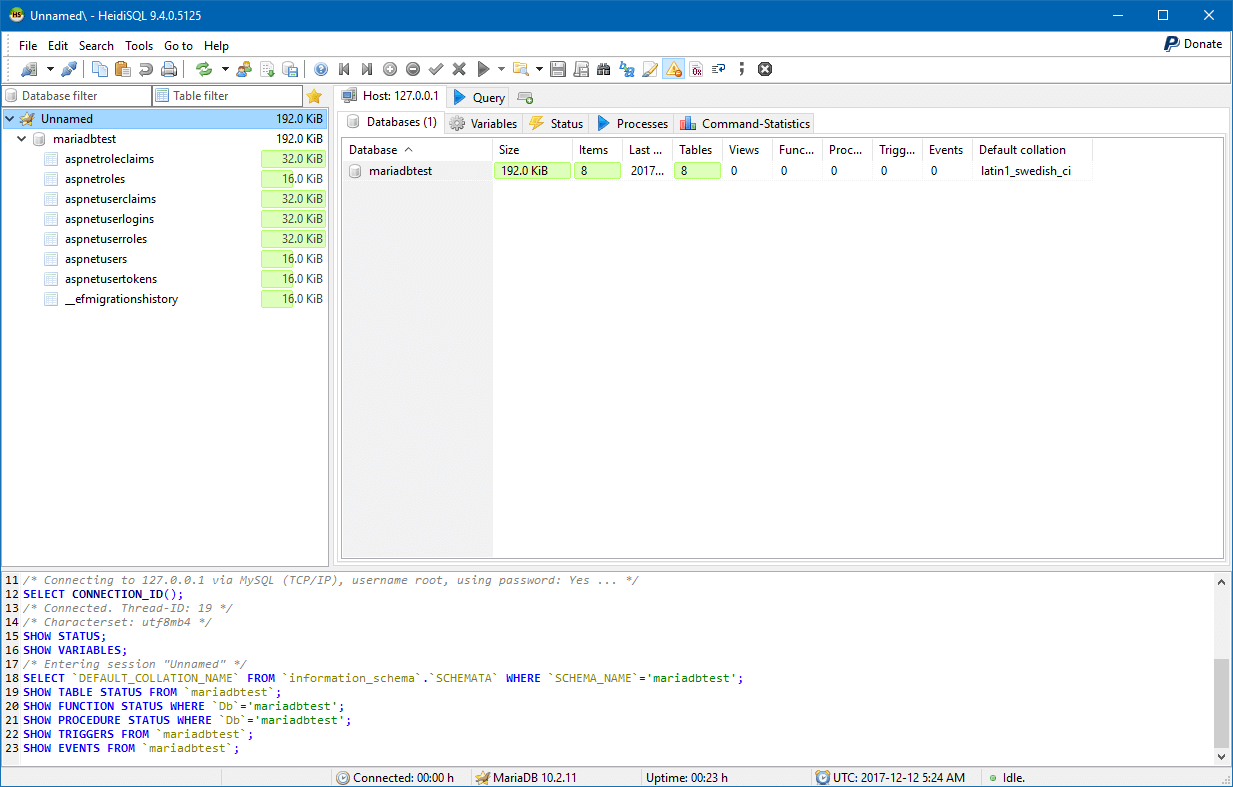 Unnamed\ - HeidiSQL 9.4.0.5125
File Edit Search Tools Go to Help
Donate
Database filter Table filter
Host: 127.0.0.1 Query
Databases (1) Variables Status Processes Command-Statistics
Unnamed 192.0 KiB
mariadbtest 192.0 KiB
aspnetroleclaims 32.0 KiB
aspnetroles 16.0 KiB
aspnetuserclaims 32.0 KiB
aspnetuserlogins 32.0 KiB
aspnetuserroles 32.0 KiB
aspnetusers 16.0 KiB
aspnetusertokens 16.0 KiB
__efmigrationshistory 16.0 KiB
Database Size Items Last ... Tables Views Func... Proc... Trigg... Events Default collation
mariadbtest 192.0 KiB 8 2017... 8 0 0 0 0 0 latin1_swedish_ci
11 /* Connecting to 127.0.0.1 via MySQL (TCP/IP), username root, using password: Yes ... */
12 SELECT CONNECTION_ID();
13 /* Connected. Thread-ID: 19 */
14 /* Characterset: utf8mb4 */
15 SHOW STATUS;
16 SHOW VARIABLES;
17 /* Entering session "Unnamed" */
18 SELECT `DEFAULT_COLLATION_NAME` FROM `information_schema`.`SCHEMATA` WHERE `SCHEMA_NAME`='mariadbtest';
19 SHOW TABLE STATUS FROM `mariadbtest`;
20 SHOW FUNCTION STATUS WHERE `Db`='mariadbtest';
21 SHOW PROCEDURE STATUS WHERE `Db`='mariadbtest';
22 SHOW TRIGGERS FROM `mariadbtest`;
23 SHOW EVENTS FROM `mariadbtest`;
Connected: 00:00 h MariaDB 10.2.11 Uptime: 00:23 h UTC: 2017-12-12 5:24 AM Idle.